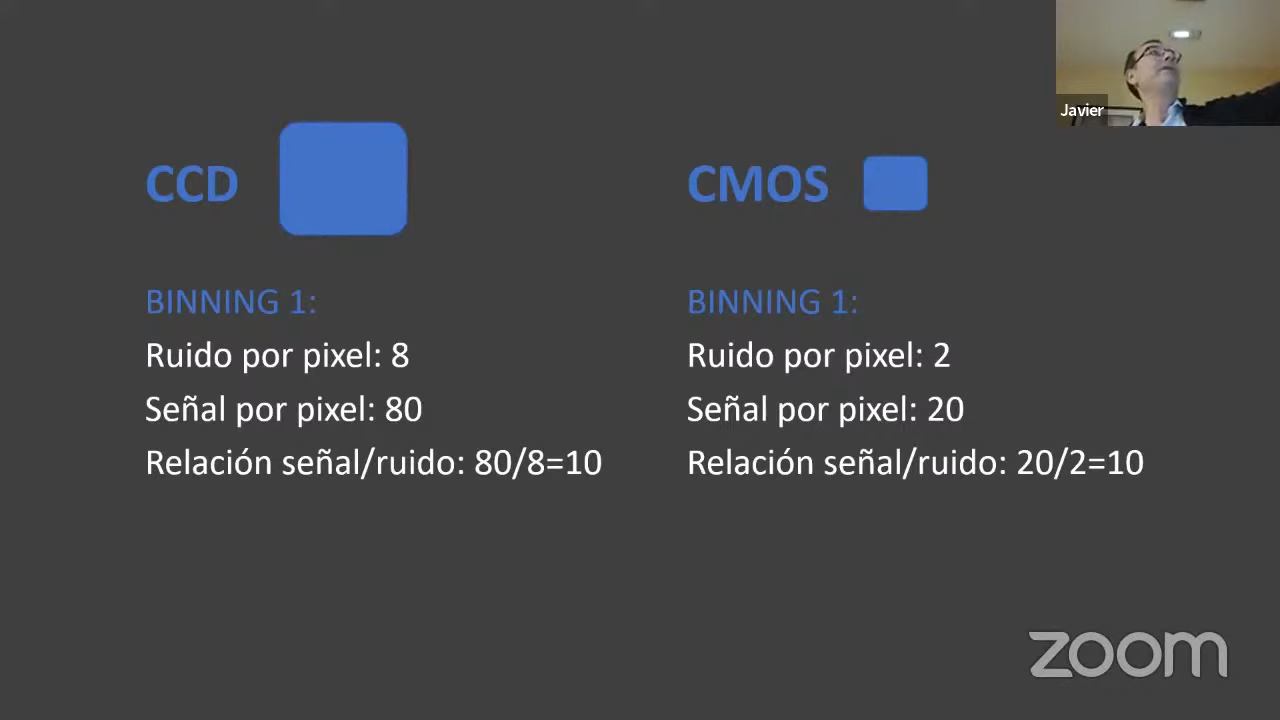 Javier
CCD
BINNING 1:
Ruido por pixel: 8
Señal por pixel: 80
Relación señal/ruido: 80/8=10
CMOS
BINNING 1:
Ruido por pixel: 2
Señal por pixel: 20
Relación señal/ruido: 20/2=10
zoom